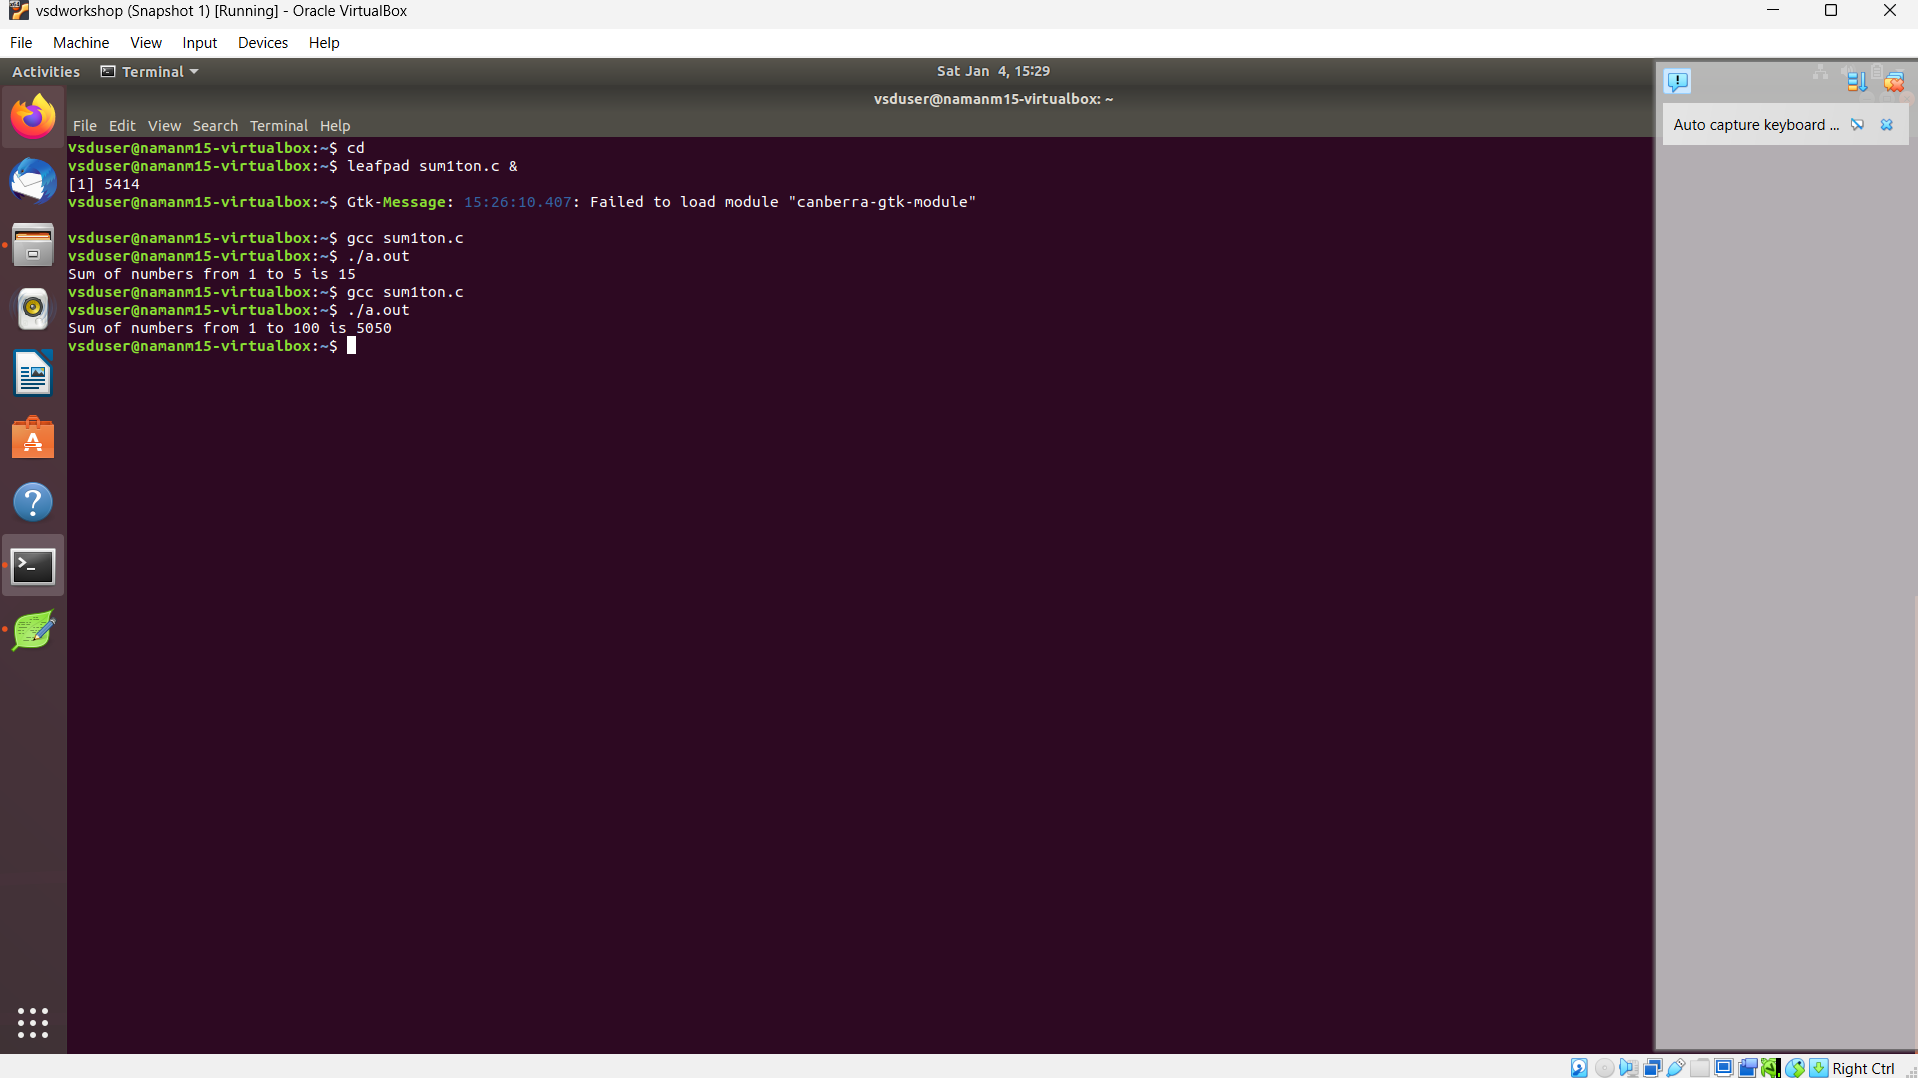 vsdworkshop (Snapshot 1) [Running] - Oracle VirtualBox
File Machine View Input Devices Help
Activities Terminal Sat Jan 4, 15:29
vsduser@namanm15-virtualbox: ~
File Edit View Search Terminal Help
Auto capture keyboard ...
vsduser@namanm15-virtualbox:~$ cd
vsduser@namanm15-virtualbox:~$ leafpad sum1ton.c &
[1] 5414
vsduser@namanm15-virtualbox:~$ Gtk-Message: 15:26:10.407: Failed to load module "canberra-gtk-module"
vsduser@namanm15-virtualbox:~$ gcc sum1ton.c
vsduser@namanm15-virtualbox:~$ ./a.out
Sum of numbers from 1 to 5 is 15
vsduser@namanm15-virtualbox:~$ gcc sum1ton.c
vsduser@namanm15-virtualbox:~$ ./a.out
Sum of numbers from 1 to 100 is 5050
vsduser@namanm15-virtualbox:~$
Right Ctrl